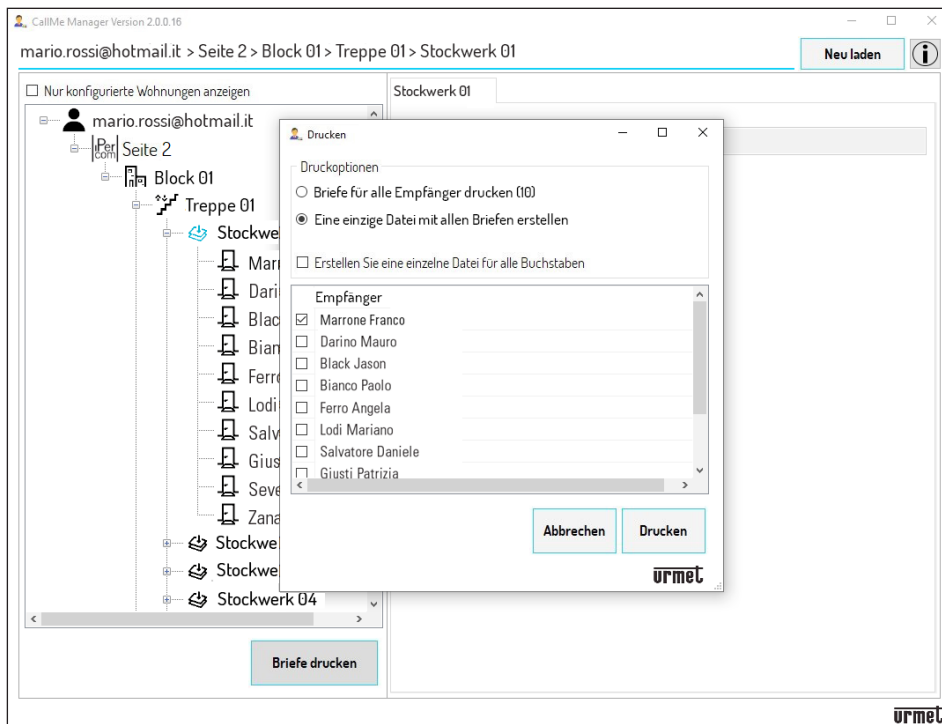 CallMe Manager Version 2.0.0.16
mario.rossi@hotmail.it > Seite 2 > Block 01 > Treppe 01 > Stockwerk 01
Neu laden
Nur konfigurierte Wohnungen anzeigen
mario.rossi@hotmail.it
iPer com Seite 2
Block 01
Treppe 01
Stockwe
Marr
Dari
Blac
Bian
Ferro
Lodi
Salv
Gius
Seve
Zana
Stockwe
Stockwe
Stockwerk 04
Briefe drucken
Stockwerk 01
Drucken
Druckoptionen
Briefe für alle Empfänger drucken (10)
Eine einzige Datei mit allen Briefen erstellen
Erstellen Sie eine einzelne Datei für alle Buchstaben
Empfänger
Marrone Franco
Darino Mauro
Black Jason
Bianco Paolo
Ferro Angela
Lodi Mariano
Salvatore Daniele
Giusti Patrizia
Abbrechen
Drucken
urmet
urmet